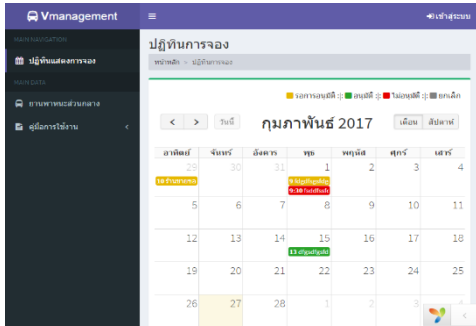 Vmanagement
เข้าสู่ระบบ
MAIN NAVIGATION
ปฏิทินแสดงการจอง
MAIN DATA
ยานพาหนะส่วนกลาง
คู่มือการใช้งาน
ปฏิทินการจอง
หน้าหลัก > ปฏิทินการจอง
รอการอนุมัติ :|: อนุมัติ :|: ไม่อนุมัติ :|: ยกเลิก
วันนี้ กุมภาพันธ์ 2017 เดือน สัปดาห์
อาทิตย์ จันทร์ อังคาร พุธ พฤหัส ศุกร์ เสาร์
29 30 31 1 2 3 4
5 6 7 8 9 10 11
12 13 14 15 16 17 18
19 20 21 22 23 24 25
26 27 28 1 2 3